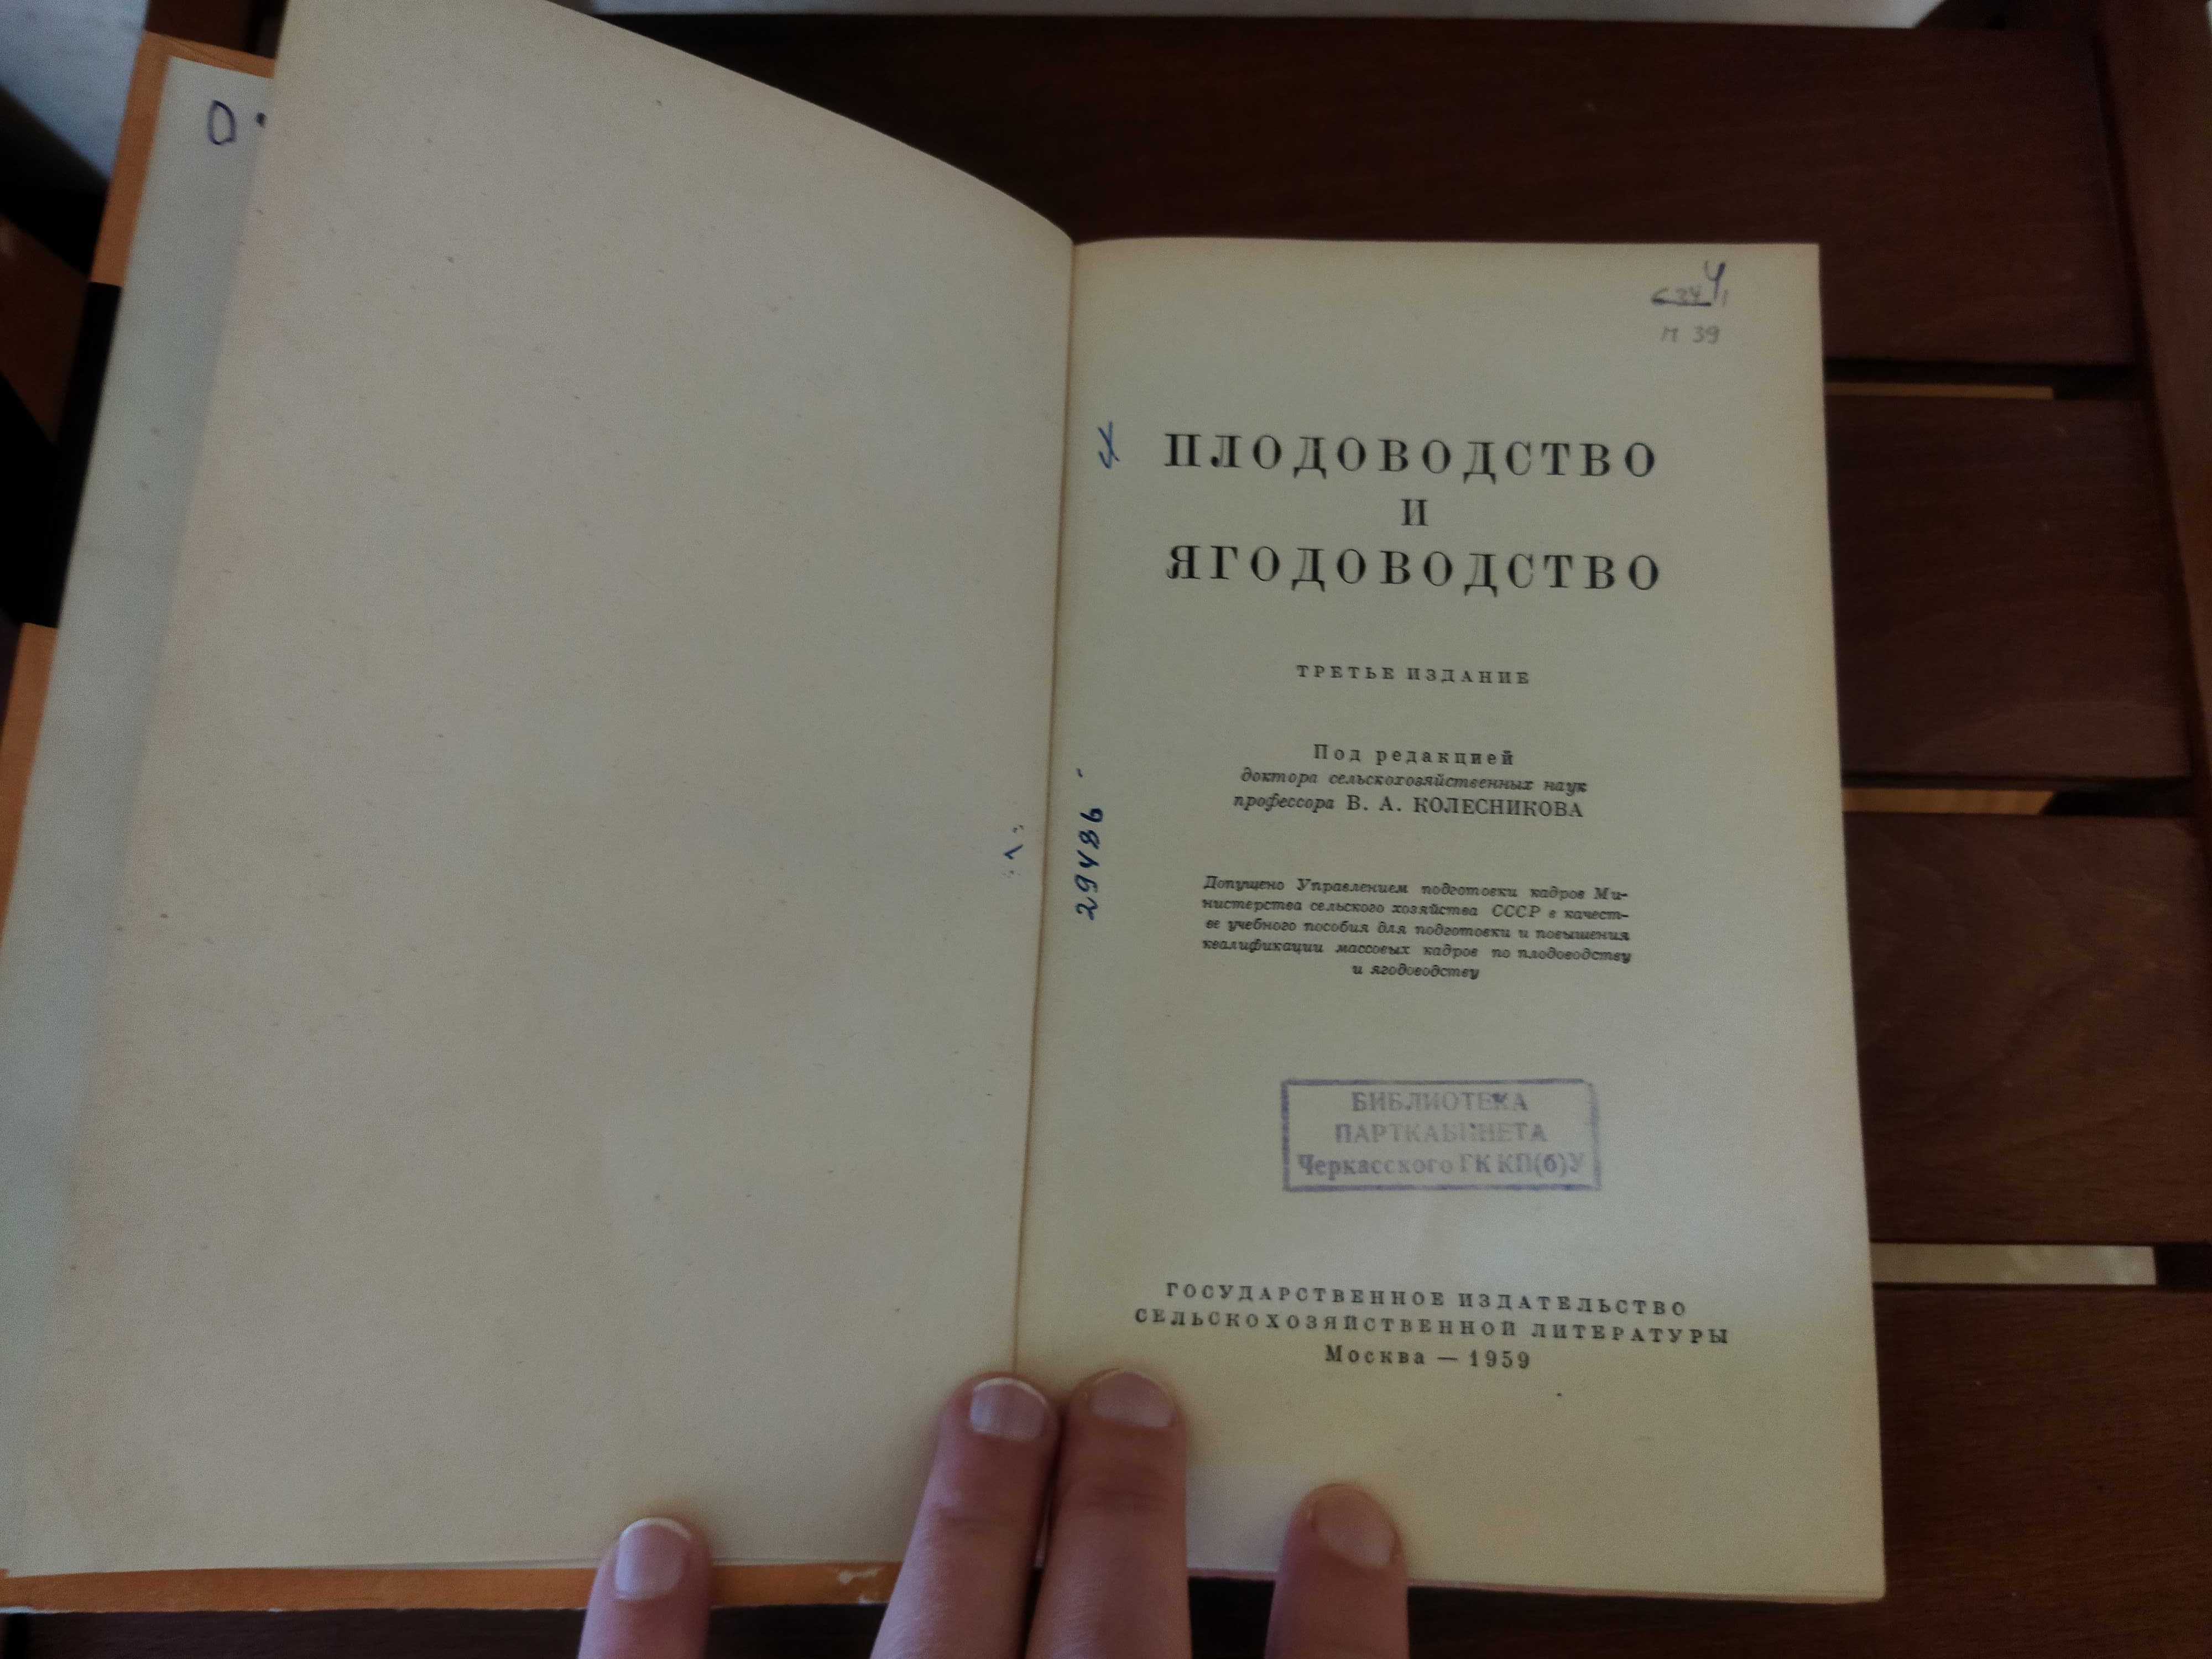 О
П 39
ПЛОДОВОДСТВО
И
ЯГОДОВОДСТВО
ТРЕТЬЕ ИЗДАНИЕ
Под редакцией
доктора сельскохозяйственных наук
профессора В. А. КОЛЕСНИКОВА
29486
Допущено Управлением подготовки кадров Ми-
нистерства сельского хозяйства СССР в качест-
ве учебного пособия для подготовки и повышения
квалификации массовых кадров по плодоводству
и ягодоводству
БИБЛИОТЕКА
ПАРТКАБИНЕТА
Черкасского ГК КП(б)У
ГОСУДАРСТВЕННОЕ ИЗДАТЕЛЬСТВО
СЕЛЬСКОХОЗЯЙСТВЕННОЙ ЛИТЕРАТУРЫ
Москва — 1959